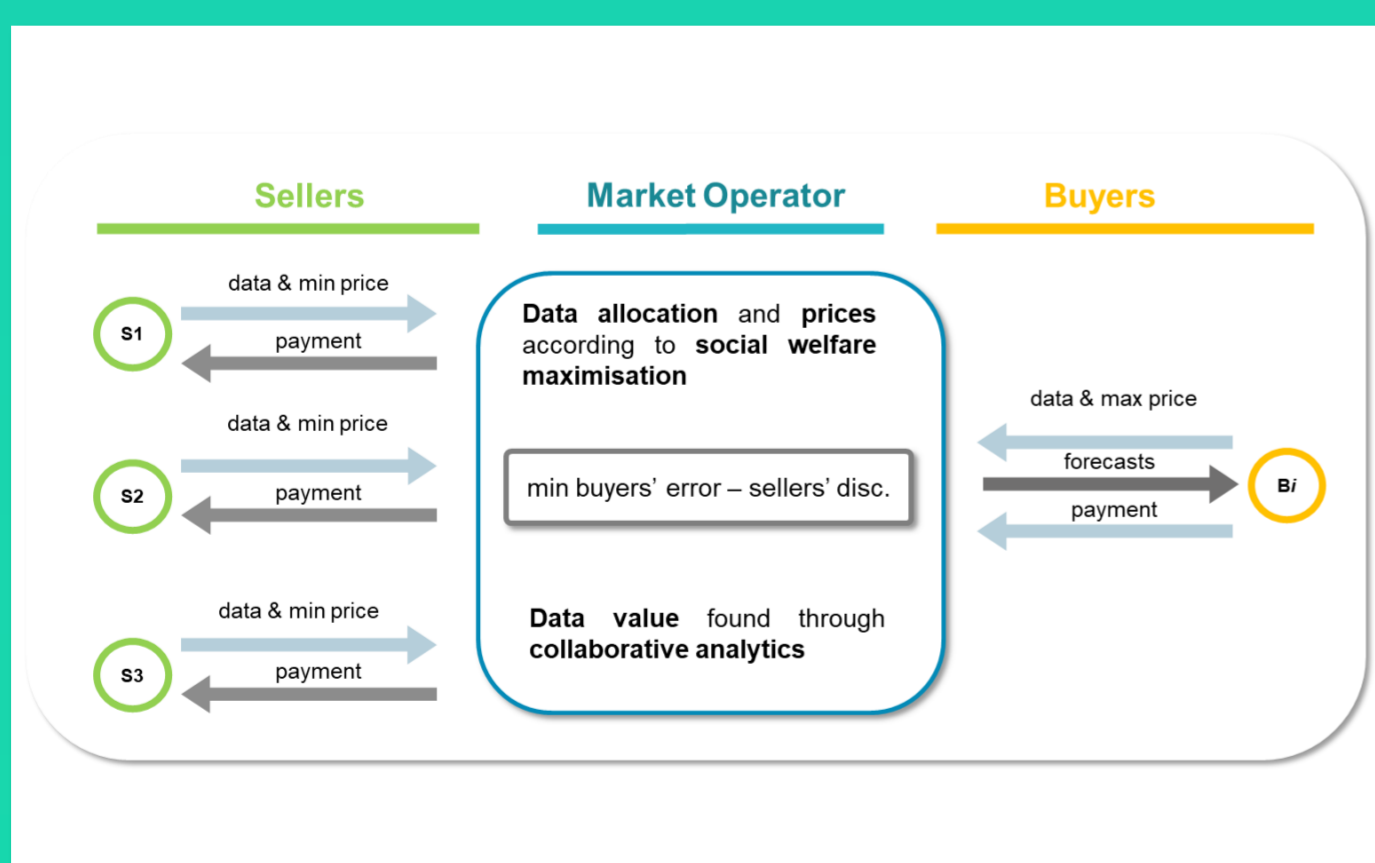 Sellers
Market Operator
Buyers
S1
data & min price
payment
S2
data & min price
payment
S3
data & min price
payment
Data allocation and prices
according to social welfare
maximisation
min buyers’ error – sellers’ disc.
Data value found through
collaborative analytics
data & max price
forecasts
payment
Bi